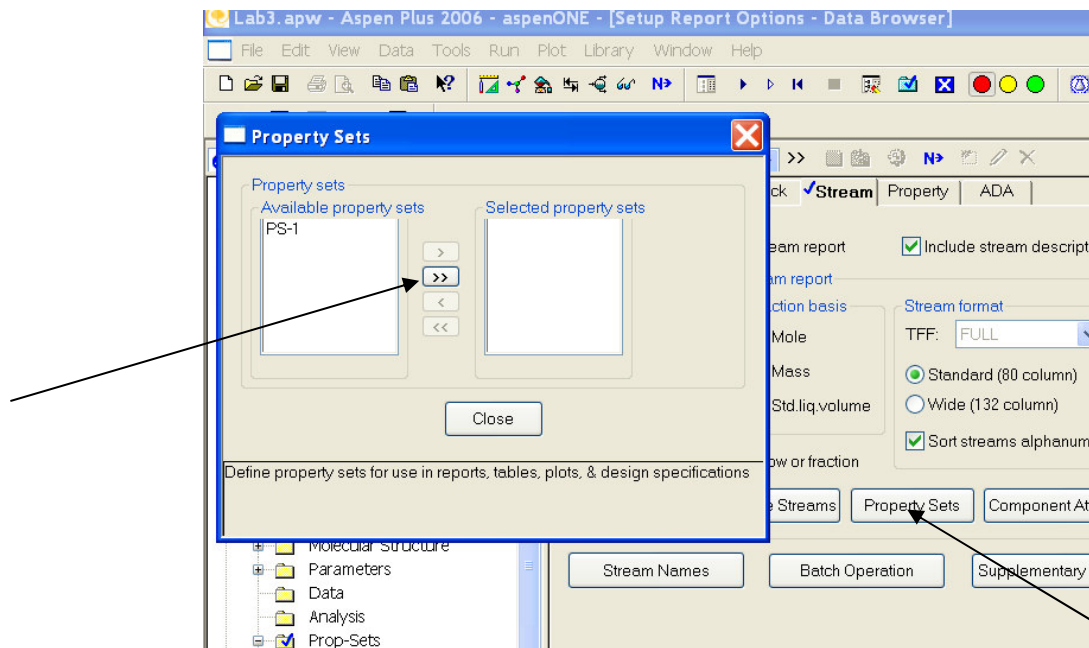 Lab3.apw - Aspen Plus 2006 - aspenONE - [Setup Report Options - Data Browser]
File Edit View Data Tools Run Plot Library Window Help
N>
Property Sets
>> N>
Property sets
Available property sets Selected property sets
PS-1
>
>>
<
<<
Close
Define property sets for use in reports, tables, plots, & design specifications
ck Stream Property ADA
eam report Include stream descript
am report
ction basis Stream format
Mole TFF: FULL
Mass Standard (80 column)
Std.liq.volume Wide (132 column)
Sort streams alphanum
ow or fraction
e Streams Property Sets Component At
Stream Names Batch Operation Supplementary
Molecular Structure
Parameters
Data
Analysis
Prop-Sets